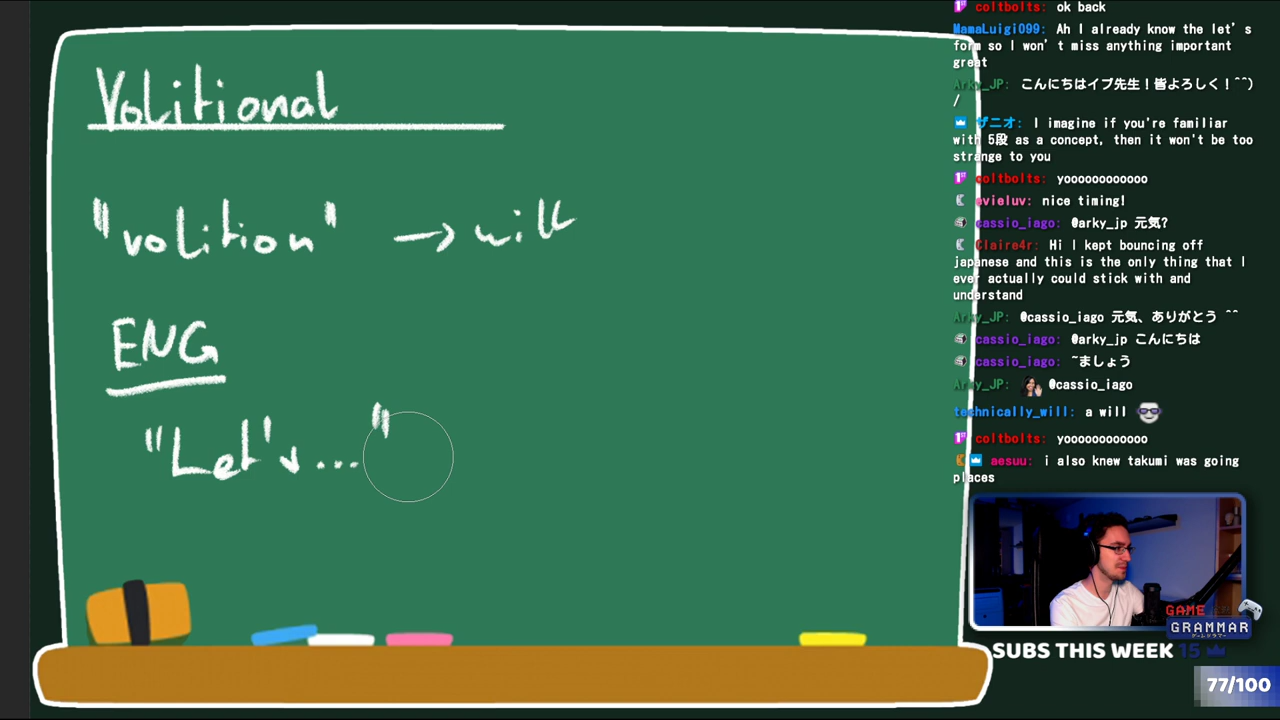 Volitional
"volition" → will
ENG
"Let's..."
coltbolts: ok back
MamaLuigi099: Ah I already know the let's
form so I won't miss anything important
great
Arky_JP: こんにちはイブ先生！皆よろしく！^^)
/
ザニオ: I imagine if you're familiar
with 5段 as a concept, then it won't be too
strange to you
coltbolts: yooooooooooo
evieluv: nice timing!
cassio_iago: @arky_jp 元気?
Claire4r: Hi I kept bouncing off
japanese and this is the only thing that I
ever actually could stick with and
understand
Arky_JP: @cassio_iago 元気、ありがとう ^^
cassio_iago: @arky_jp こんにちは
cassio_iago: ~ましょう
Arky_JP: @cassio_iago
technically_will: a will
coltbolts: yooooooooooo
aesuu: i also knew takumi was going
places
GAME
GRAMMAR
SUBS THIS WEEK 15
77/100